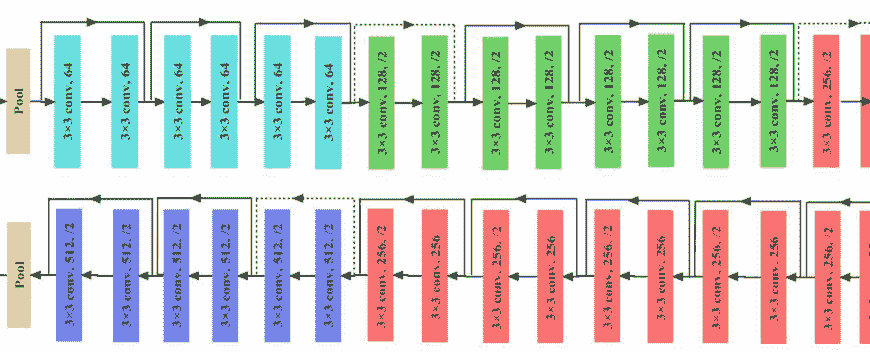 Pool
3×3 conv, 64
3×3 conv, 64
3×3 conv, 64
3×3 conv, 64
3×3 conv, 64
3×3 conv, 64
3×3 conv, 128, /2
3×3 conv, 128, /2
3×3 conv, 128, /2
3×3 conv, 128, /2
3×3 conv, 128, /2
3×3 conv, 128, /2
3×3 conv, 128, /2
3×3 conv, 128, /2
3×3 conv, 256, /2
Pool
3×3 conv, 512, /2
3×3 conv, 512, /2
3×3 conv, 512, /2
3×3 conv, 512, /2
3×3 conv, 512, /2
3×3 conv, 512, /2
3×3 conv, 256, /2
3×3 conv, 256
3×3 conv, 256, /2
3×3 conv, 256
3×3 conv, 256, /2
3×3 conv, 256
3×3 conv, 256, /2
3×3 conv, 256
3×3 conv, 256, /2